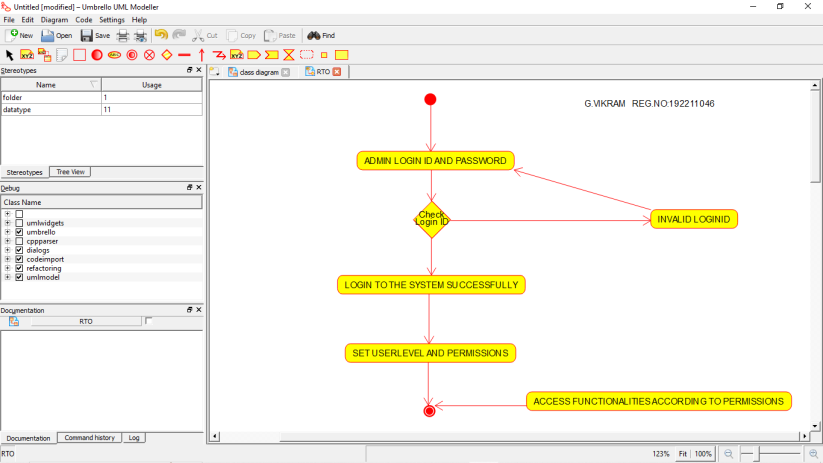 Untitled [modified] – Umbrello UML Modeller
File Edit Diagram Code Settings Help
New Open Save Undo Cut Copy Paste Find
Stereotypes
class diagram RTO
Name Usage
folder 1
datatype 11
G.VIKRAM REG.NO:192211046
ADMIN LOGIN ID AND PASSWORD
Stereotypes Tree View
Debug
Class Name
umlwidgets
umbrello
cppparser
dialogs
codeimport
refactoring
umlmodel
Check
Login ID
INVALID LOGINID
LOGIN TO THE SYSTEM SUCCESSFULLY
Documentation
RTO
SET USERLEVEL AND PERMISSIONS
ACCESS FUNCTIONALITIES ACCORDING TO PERMISSIONS
Documentation Command history Log
RTO
123% Fit 100%